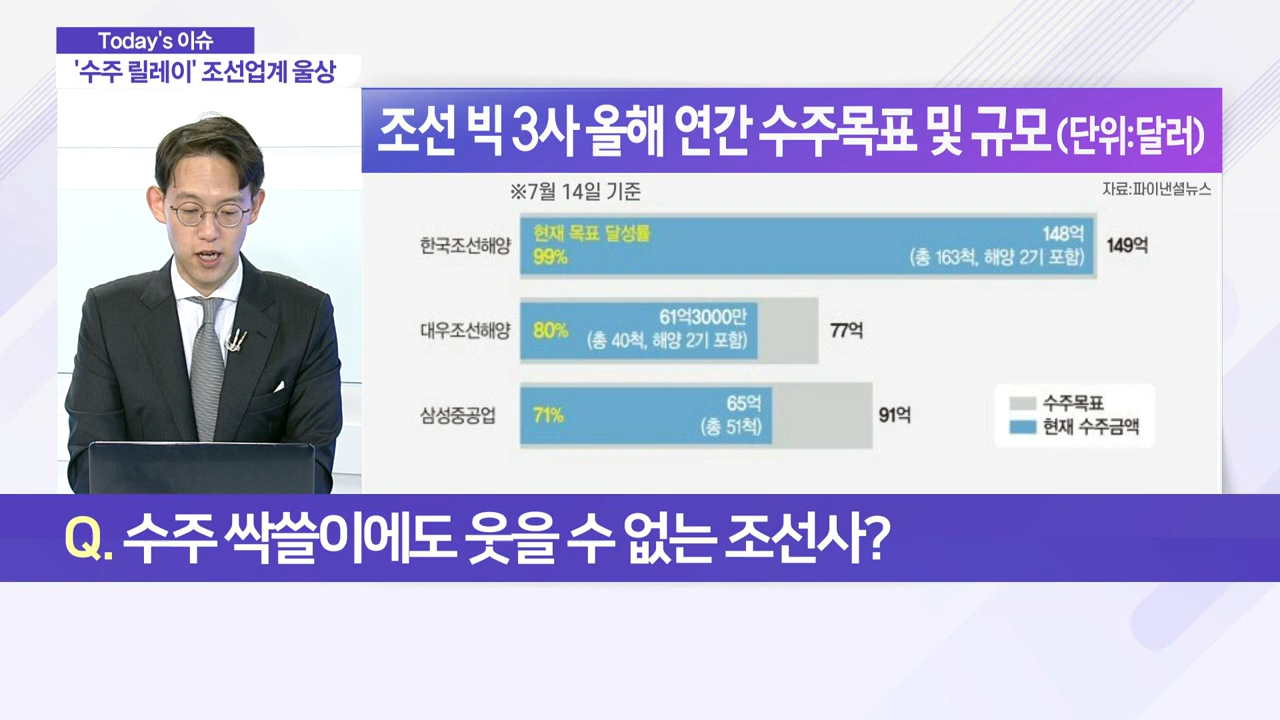 Today's 이슈
'수주 릴레이' 조선업계 울상
조선 빅 3사 올해 연간 수주목표 및 규모(단위:달러)
※7월 14일 기준
자료:파이낸셜뉴스
한국조선해양
현재 목표 달성률
99%
148억
(총 163척, 해양 2기 포함)
149억
대우조선해양
80%
61억3000만
(총 40척, 해양 2기 포함)
77억
삼성중공업
71%
65억
(총 51척)
91억
수주목표
현재 수주금액
Q. 수주 싹쓸이에도 웃을 수 없는 조선사?